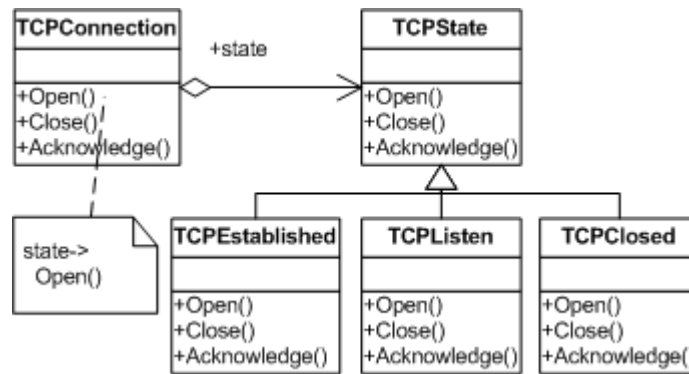 TCPConnection
+Open()
+Close()
+Acknowledge()
+state
TCPState
+Open()
+Close()
+Acknowledge()
state->
Open()
TCPEstablished
+Open()
+Close()
+Acknowledge()
TCPListen
+Open()
+Close()
+Acknowledge()
TCPClosed
+Open()
+Close()
+Acknowledge()